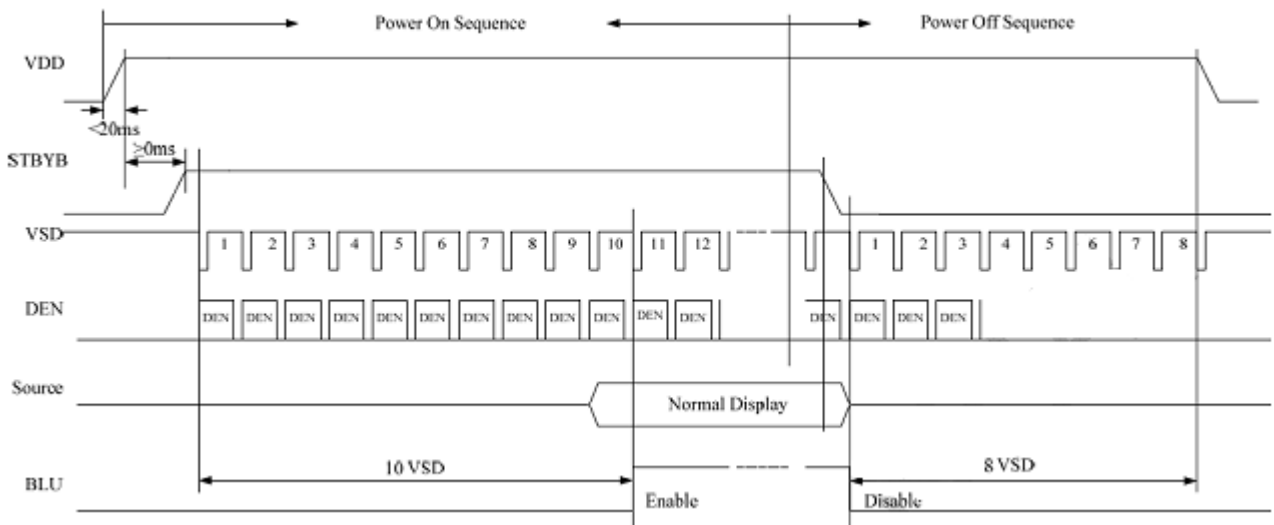 Power On Sequence
Power Off Sequence
VDD
<20ms
≥0ms
STBYB
VSD
1 2 3 4 5 6 7 8 9 10 11 12 1 2 3 4 5 6 7 8
DEN
DEN DEN DEN DEN DEN DEN DEN DEN DEN DEN DEN DEN DEN DEN DEN DEN
Source
Normal Display
10 VSD
8 VSD
BLU
Enable
Disable